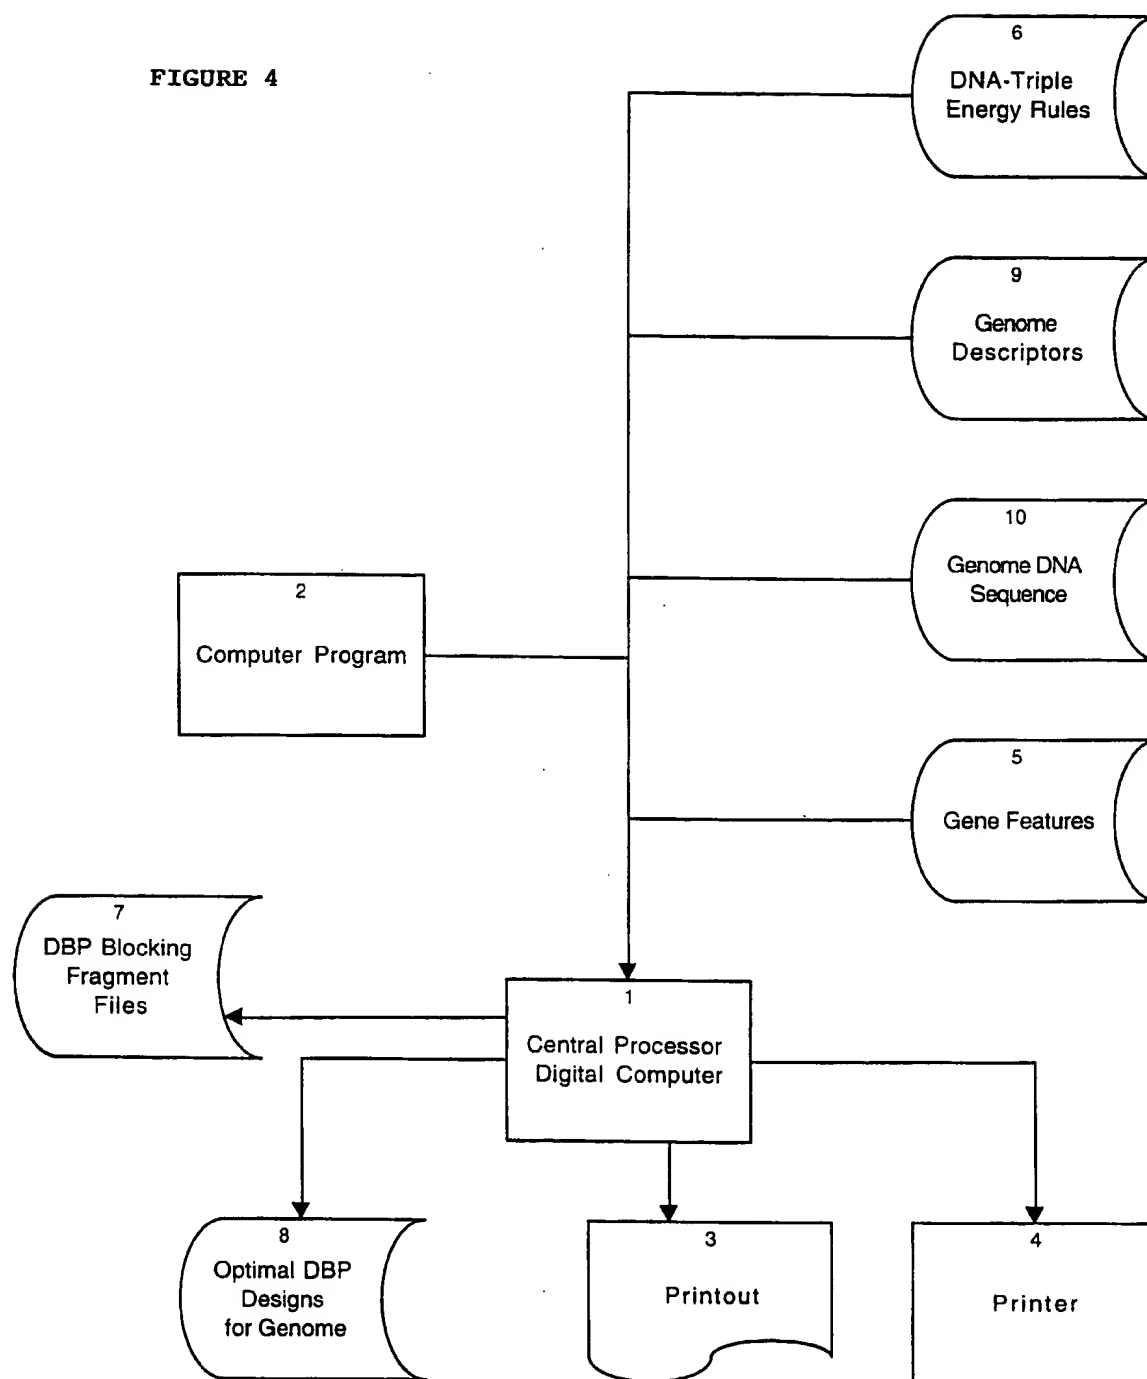 FIGURE 4
6
DNA-Triple
Energy Rules
9
Genome
Descriptors
10
Genome DNA
Sequence
2
Computer Program
5
Gene Features
7
DBP Blocking
Fragment
Files
1
Central Processor
Digital Computer
8
Optimal DBP
Designs
for Genome
3
Printout
4
Printer